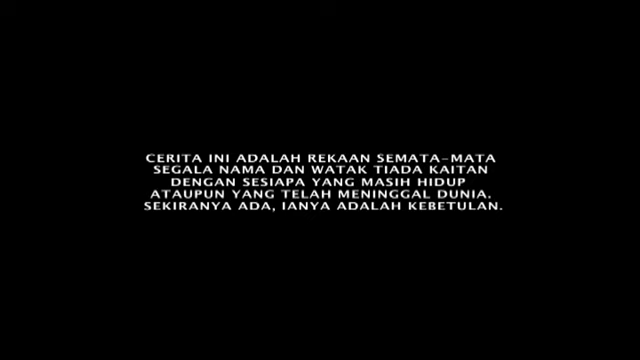 CERITA INI ADALAH REKAAN SEMATA-MATA
SEGALA NAMA DAN WATAK TIADA KAITAN
DENGAN SESIAPA YANG MASIH HIDUP
ATAUPUN YANG TELAH MENINGGAL DUNIA.
SEKIRANYA ADA, IANYA ADALAH KEBETULAN.